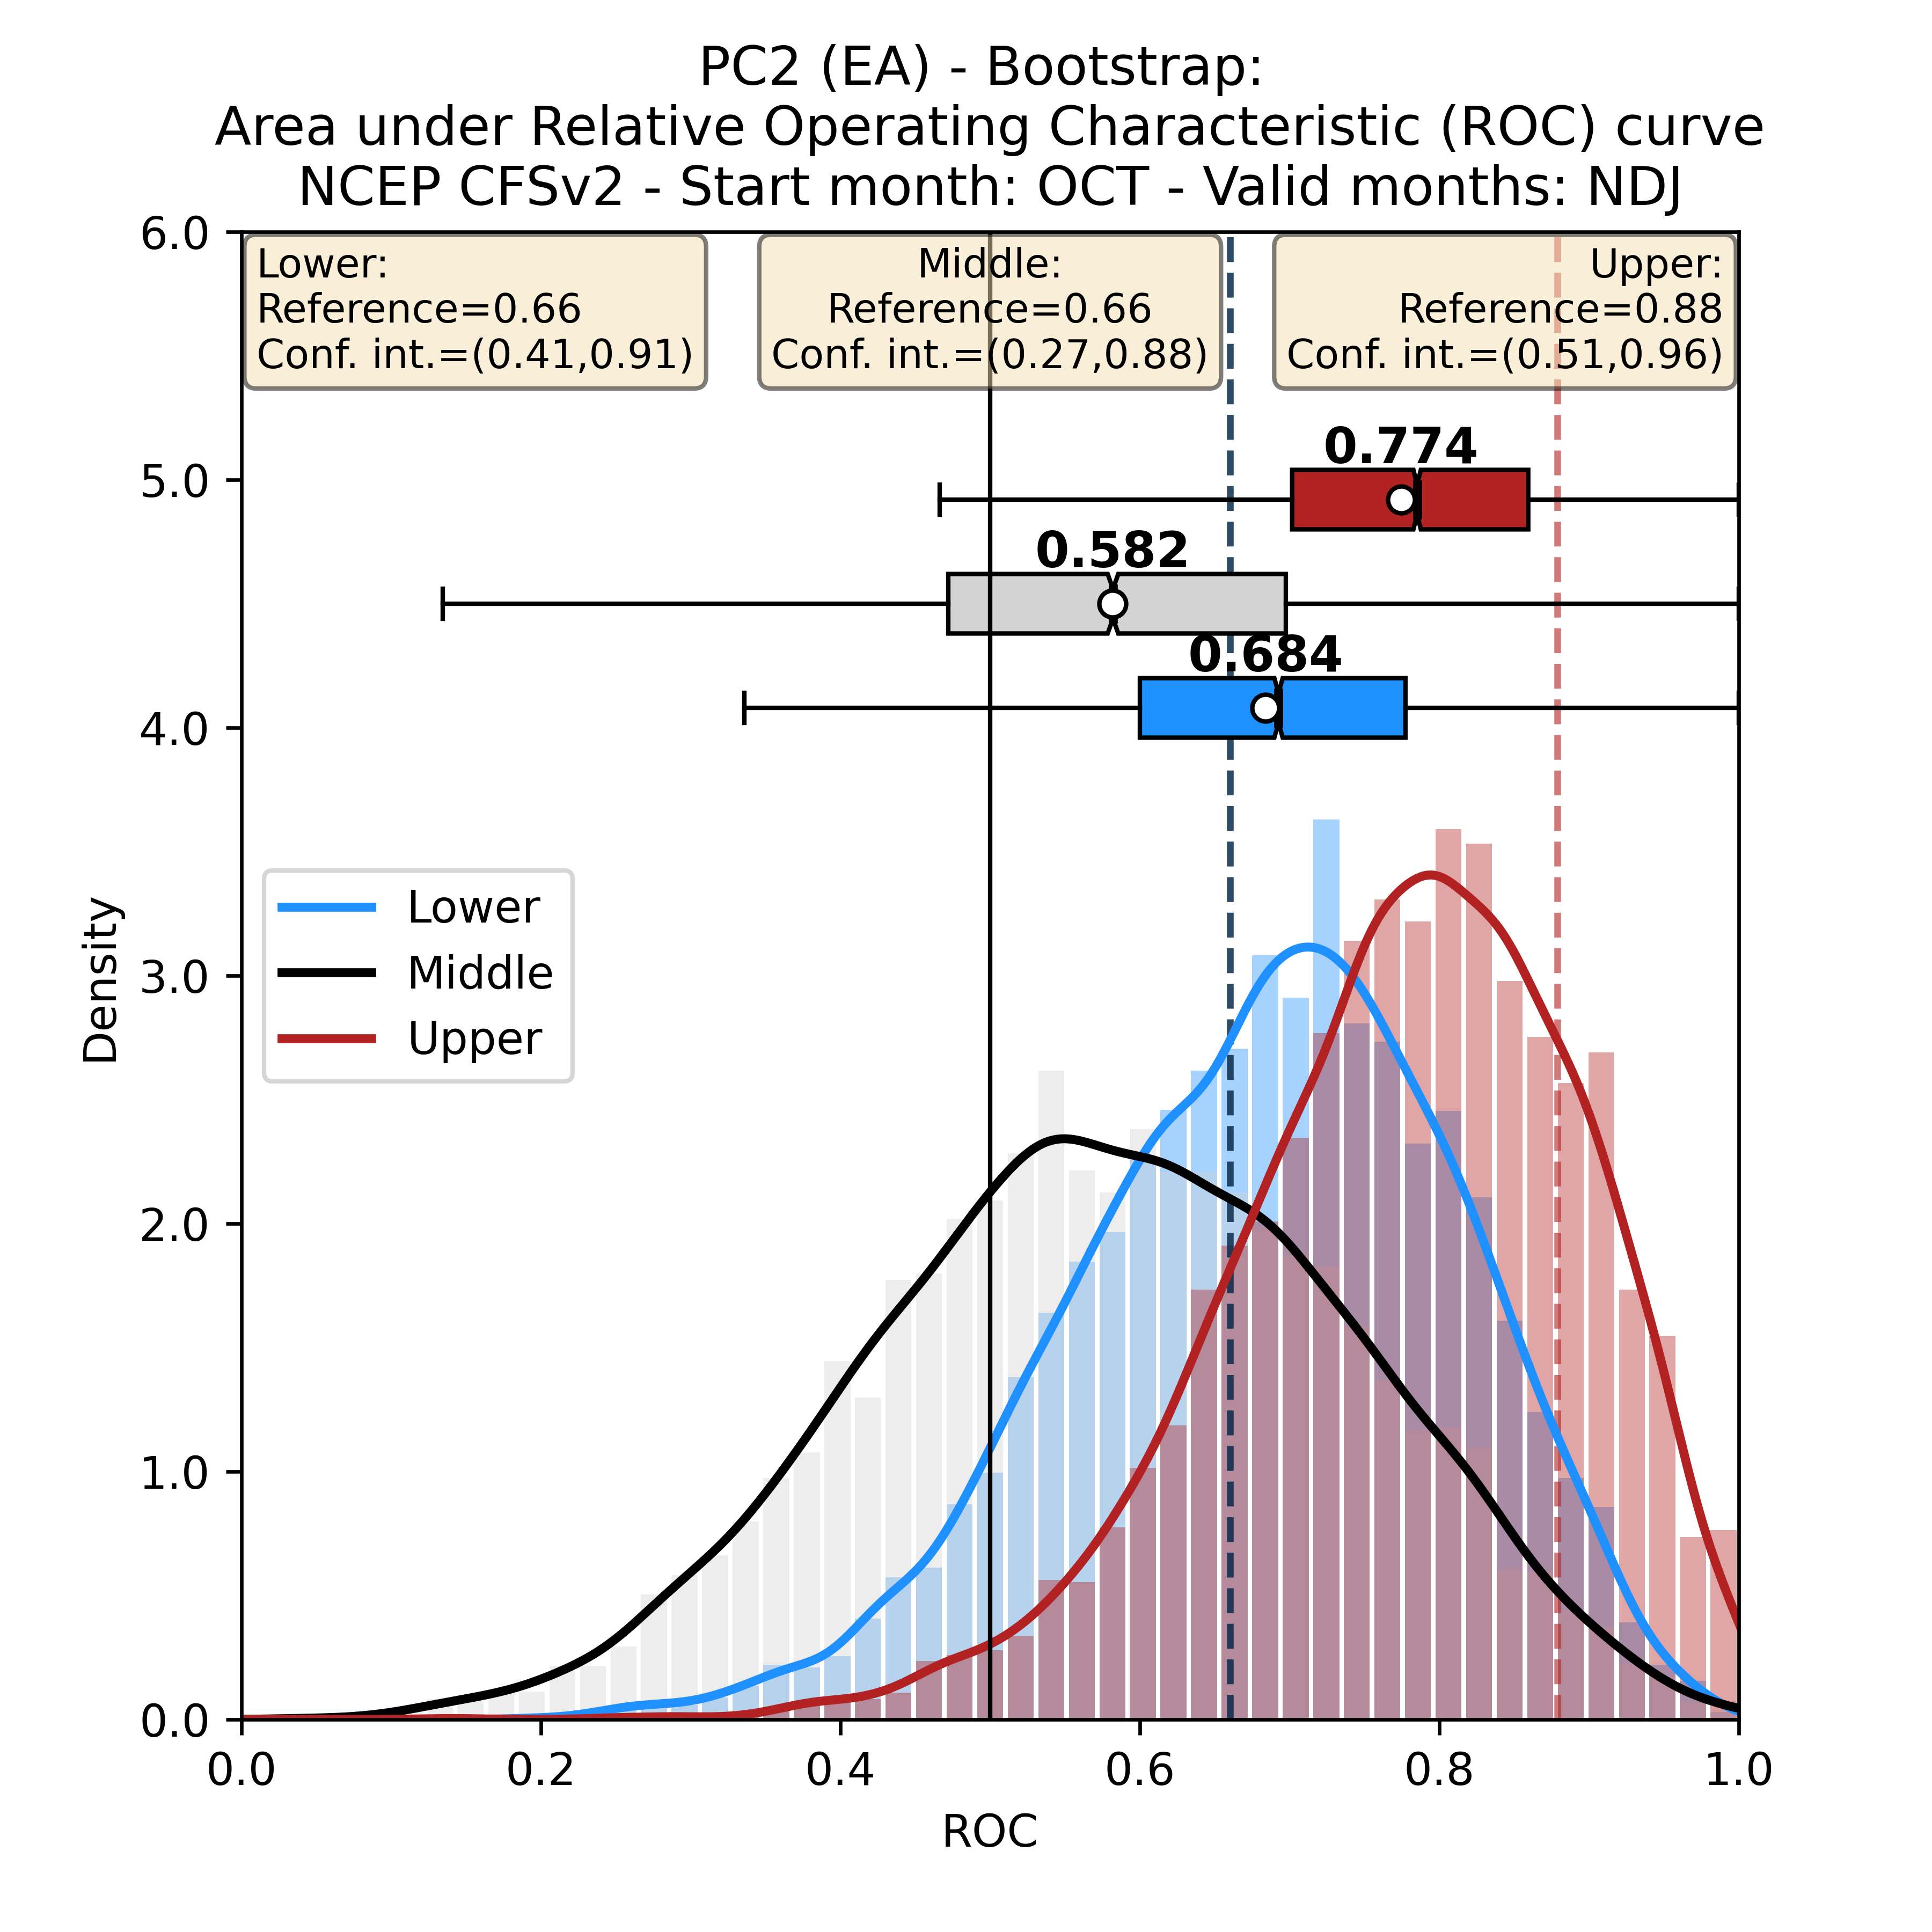 PC2 (EA) - Bootstrap:
Area under Relative Operating Characteristic (ROC) curve
NCEP CFSv2 - Start month: OCT - Valid months: NDJ
6.0
Lower:
Reference=0.66
Conf. int.=(0.41,0.91)
Middle:
Reference=0.66
Conf. int.=(0.27,0.88)
Upper:
Reference=0.88
Conf. int.=(0.51,0.96)
0.774
5.0
0.582
0.684
4.0
Lower
Middle
Upper
3.0
Density
2.0
1.0
0.0
0.0
0.2
0.4
0.6
0.8
1.0
ROC